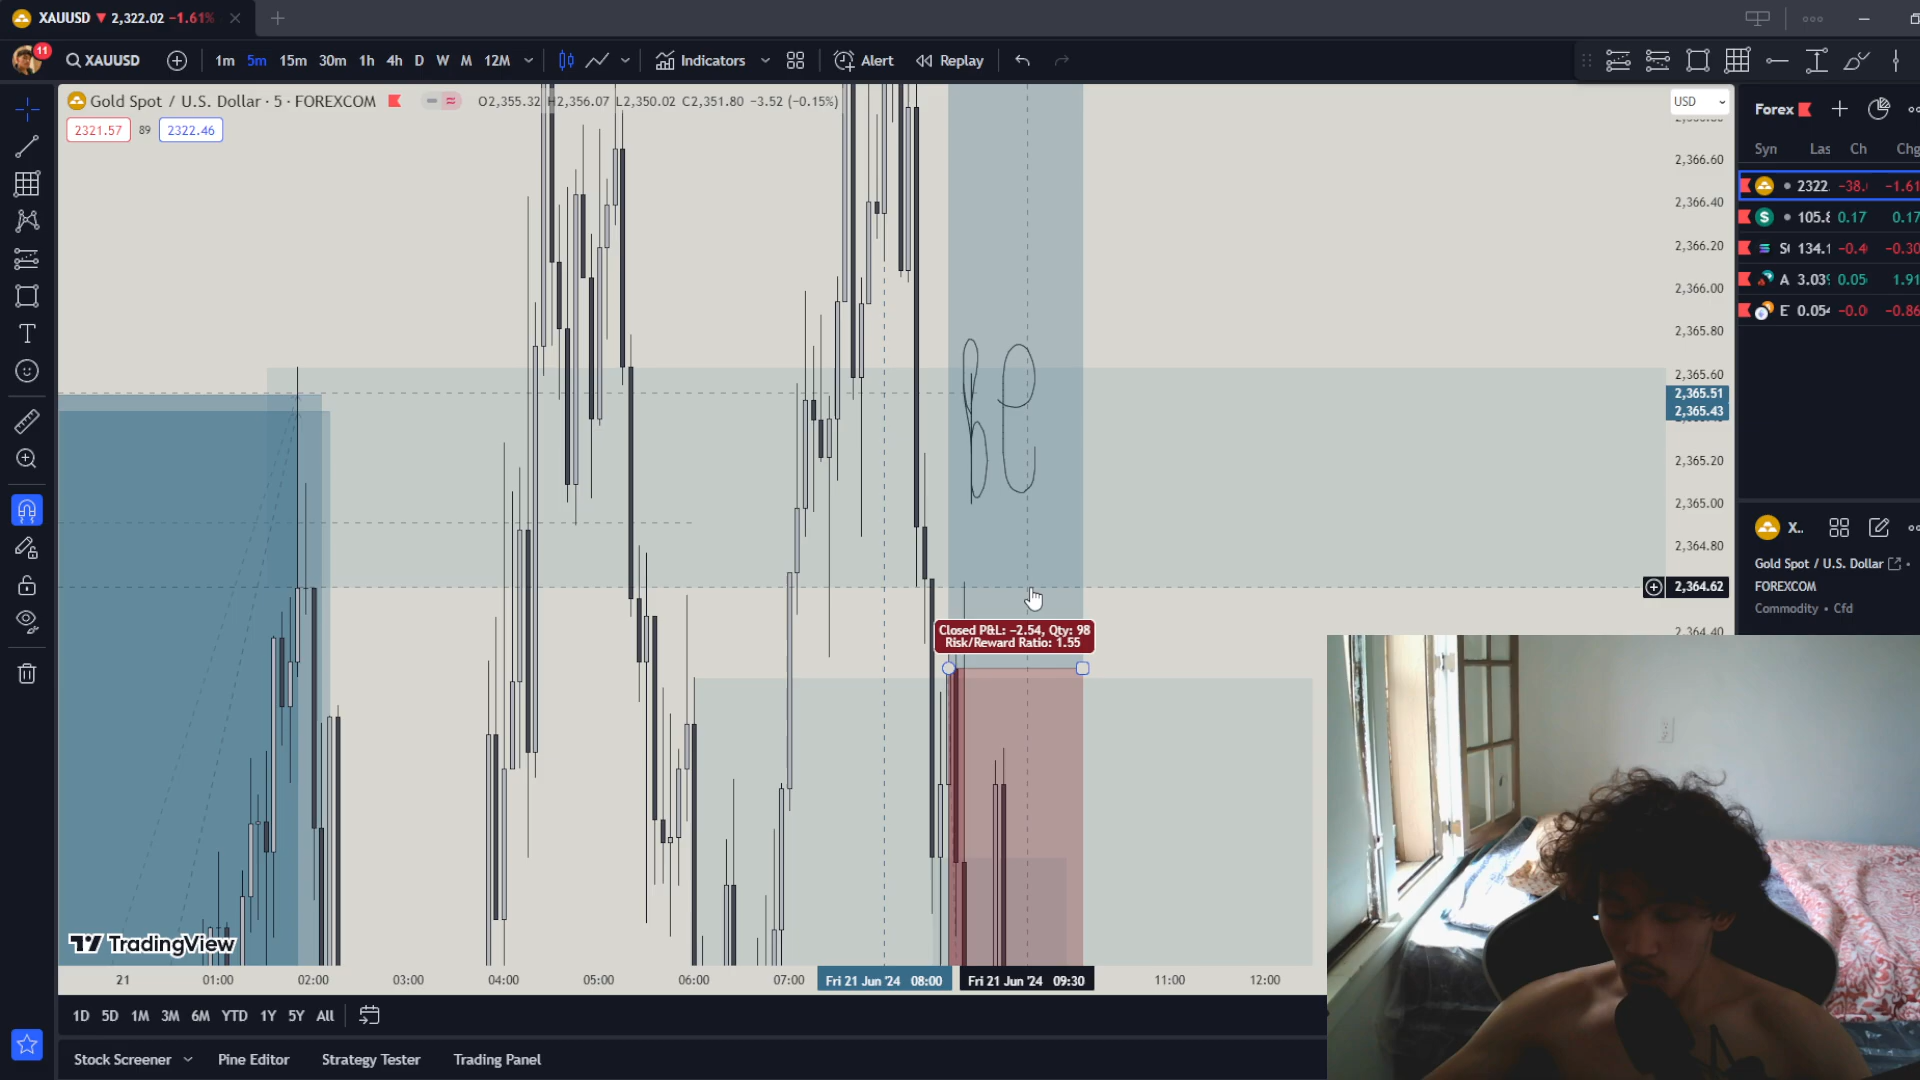 XAUUSD ▼ 2,322.02 −1.61%
11
XAUUSD 1m 5m 15m 30m 1h 4h D W M 12M Indicators Alert Replay
Gold Spot / U.S. Dollar · 5 · FOREXCOM O2,355.32 H2,356.07 L2,350.02 C2,351.80 −3.52 (−0.15%)
2321.57 89 2322.46
USD
2,366.60
2,366.40
2,366.20
2,366.00
2,365.80
2,365.60
2,365.51
2,365.43
2,365.20
2,365.00
2,364.80
2,364.62
2,364.40
Closed P&L: −2.54, Qty: 98
Risk/Reward Ratio: 1.55
TradingView
21 01:00 02:00 03:00 04:00 05:00 06:00 07:00 Fri 21 Jun '24 08:00 Fri 21 Jun '24 09:30 11:00 12:00
1D 5D 1M 3M 6M YTD 1Y 5Y All
Stock Screener Pine Editor Strategy Tester Trading Panel
Forex
Syn Las Ch Chg
2322. −38. −1.61
105.8 0.17 0.17
134.1 −0.4 −0.30
A 3.03 0.05 1.91
E 0.054 −0.0 −0.86
X..
Gold Spot / U.S. Dollar
FOREXCOM
Commodity • Cfd